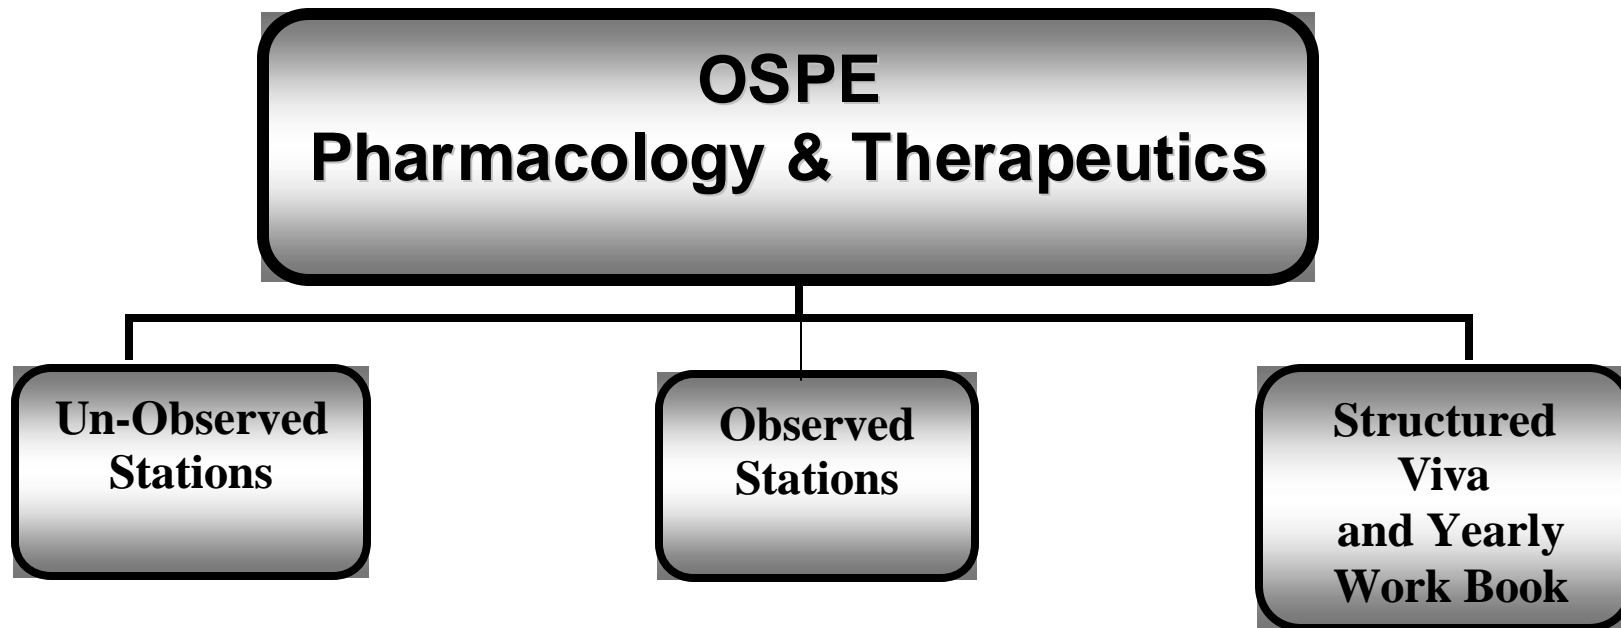 OSPE
Pharmacology & Therapeutics
Un-Observed
Stations
Observed
Stations
Structured
Viva
and Yearly
Work Book